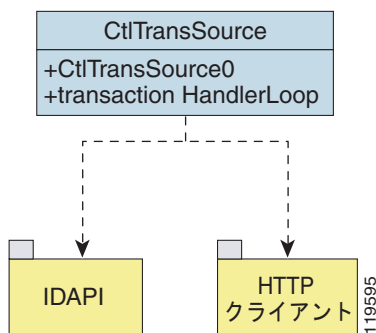 CtlTransSource
+CtlTransSource0
+transaction HandlerLoop
IDAPI
HTTP
クライアント
119595